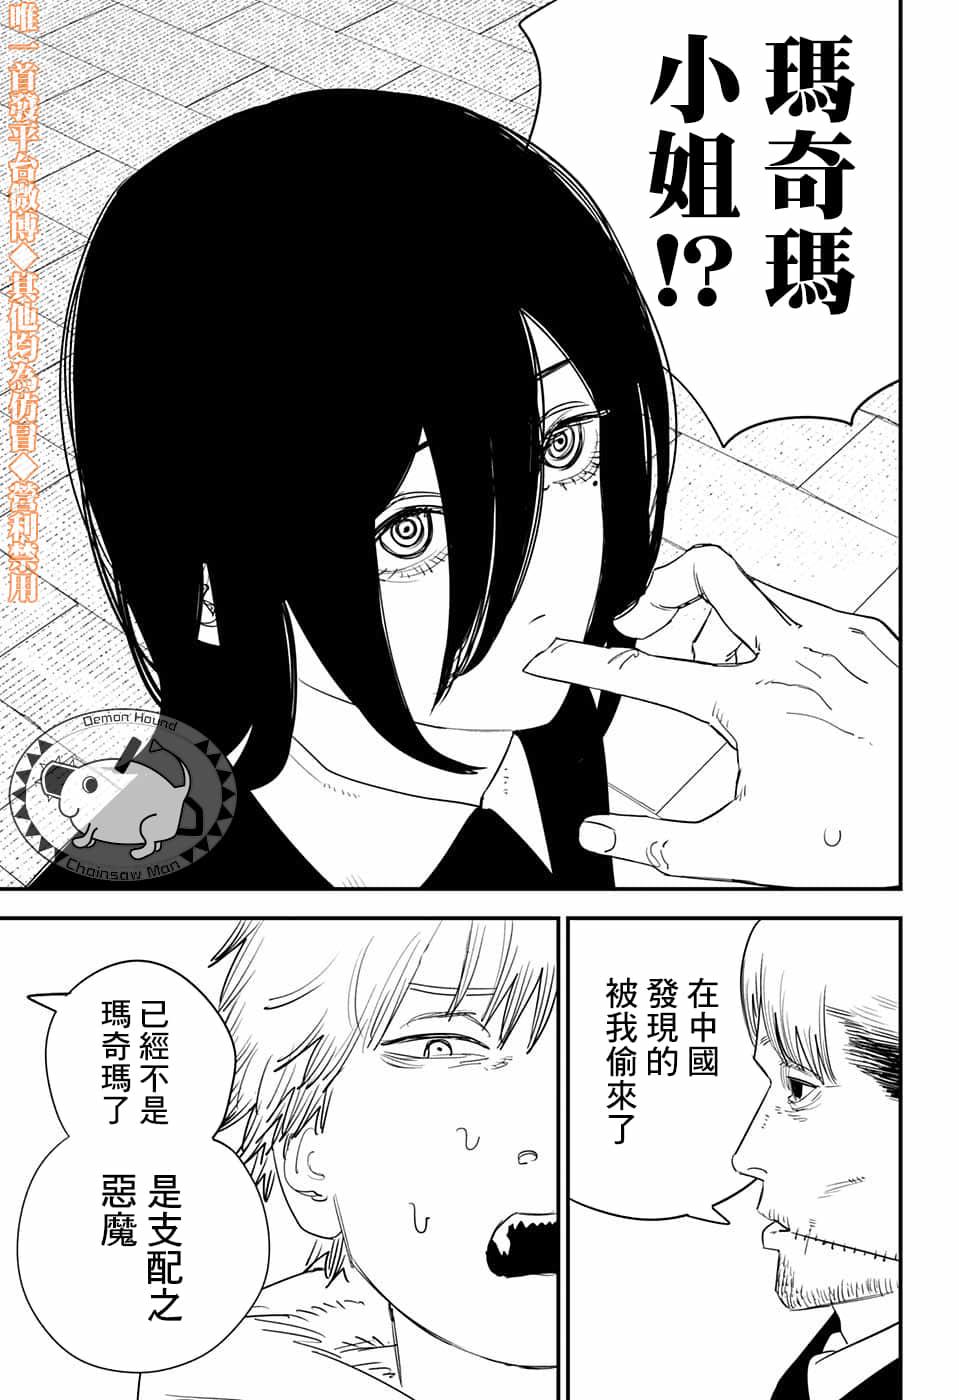 瑪奇瑪
小姐!?
在中國
發現的
被我偷來了
已經不是
瑪奇瑪了
是支配之
惡魔
唯一首發平台微博◆其他均為仿冒◆營利禁用
Demon Hound
Chainsaw Man